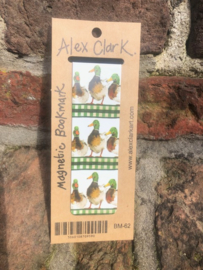 Alex Clark.
Magnetic Bookmark
www.alexclarkart.com
BM-62